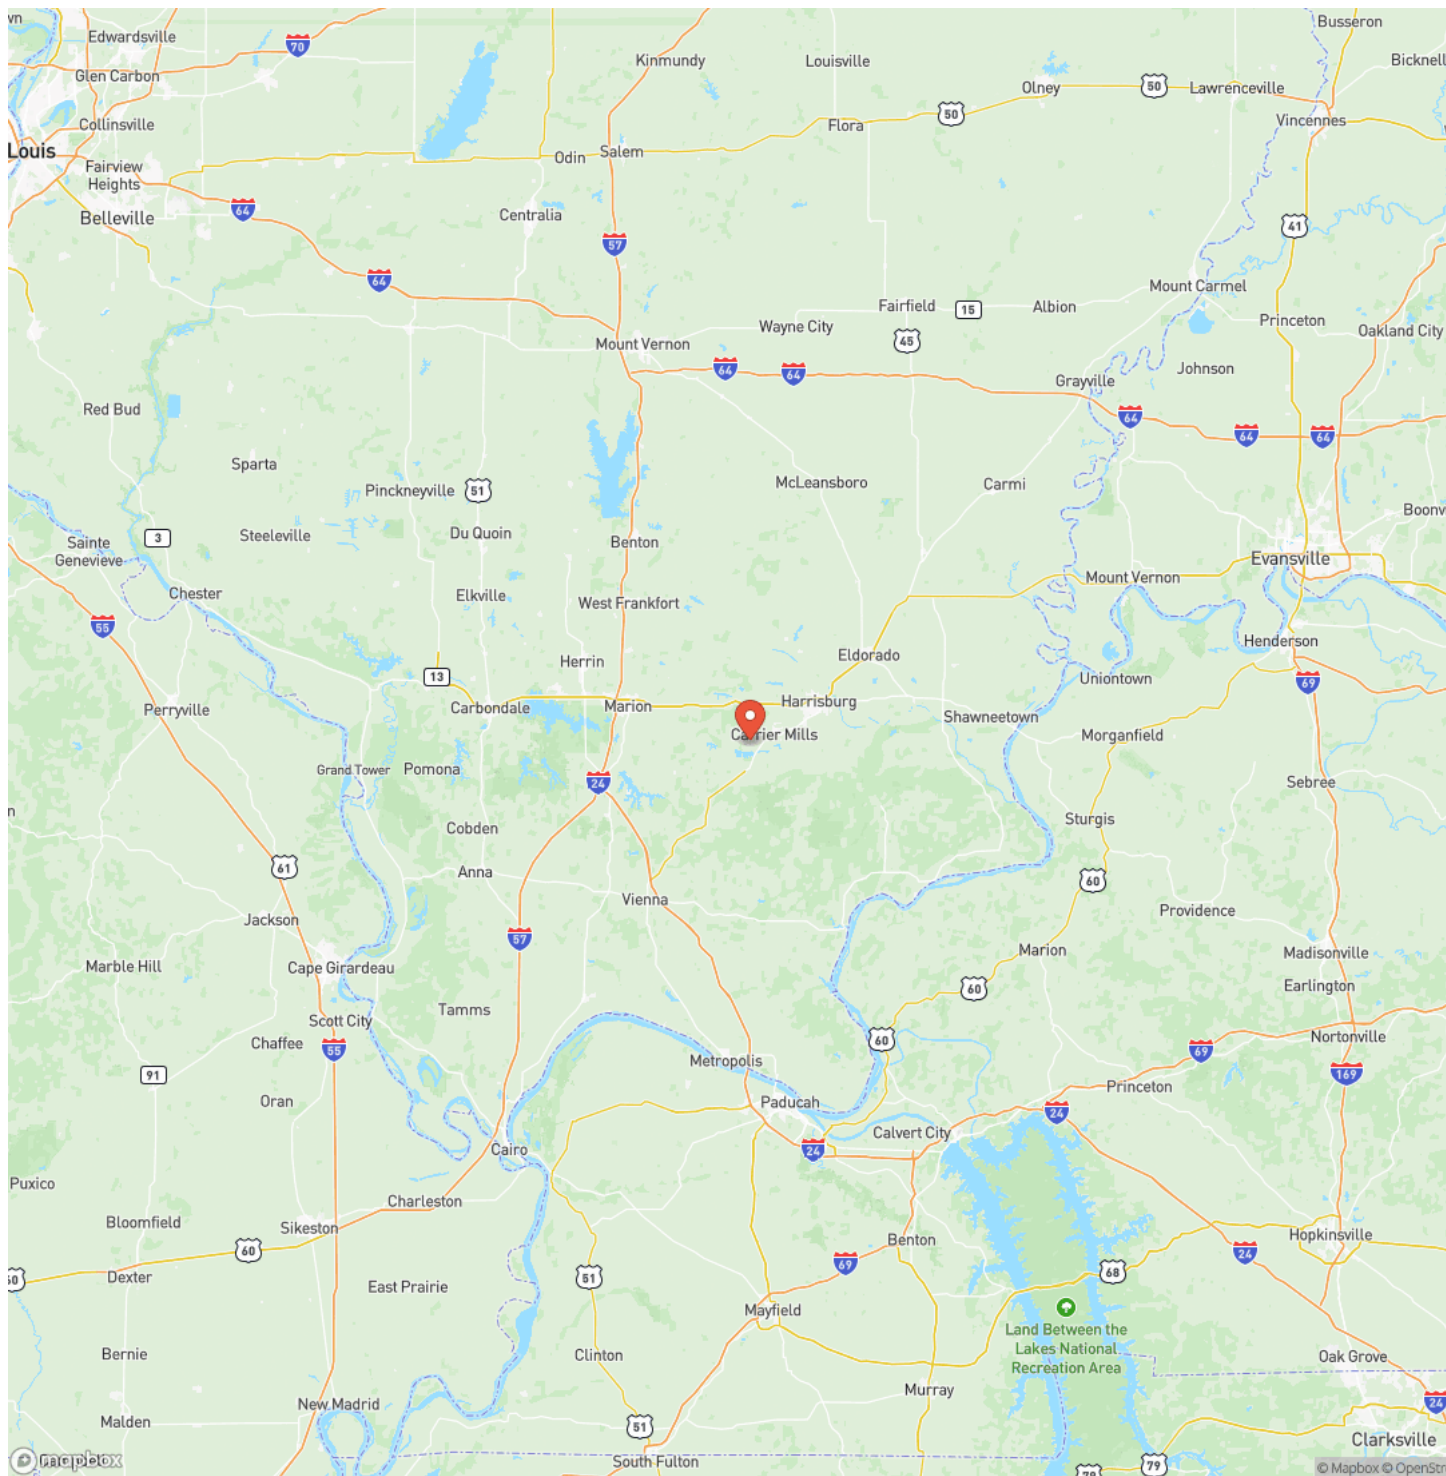 wn
Edwardsville
70
Kinmundy
Louisville
Busseron
Bicknell
Glen Carbon
Olney
50
Lawrenceville
Collinsville
50
Flora
Vincennes
Louis
Odin
Salem
Fairview
Heights
64
Belleville
Centralia
41
57
64
Mount Carmel
Fairfield
15
Albion
Wayne City
Princeton
Oakland City
45
Mount Vernon
64
64
Johnson
Grayville
Red Bud
64
64
64
Sparta
Pinckneyville
51
McLeansboro
Carmi
Boonv
3
Steeleville
Du Quoin
Sainte
Genevieve
Benton
Evansville
Mount Vernon
Chester
Elkville
West Frankfort
55
Henderson
Herrin
Eldorado
13
Uniontown
69
Perryville
Carbondale
Marion
Harrisburg
Shawneetown
Carrier Mills
Morganfield
Grand Tower
Pomona
24
Sebree
n
Cobden
Sturgis
61
Anna
60
Vienna
Jackson
Providence
57
Marion
Marble Hill
Cape Girardeau
Madisonville
60
Earlington
Tamms
Scott City
Chaffee
55
60
69
Nortonville
Metropolis
91
169
Princeton
Oran
Paducah
24
Calvert City
Cairo
24
Puxico
Charleston
Bloomfield
Sikeston
Hopkinsville
60
Benton
24
Dexter
60
East Prairie
51
69
68
Mayfield
Land Between the
Lakes National
Recreation Area
Bernie
Clinton
Oak Grove
New Madrid
Murray
24
Malden
51
Clarksville
mapbox
South Fulton
79
79
© Mapbox © OpenStr